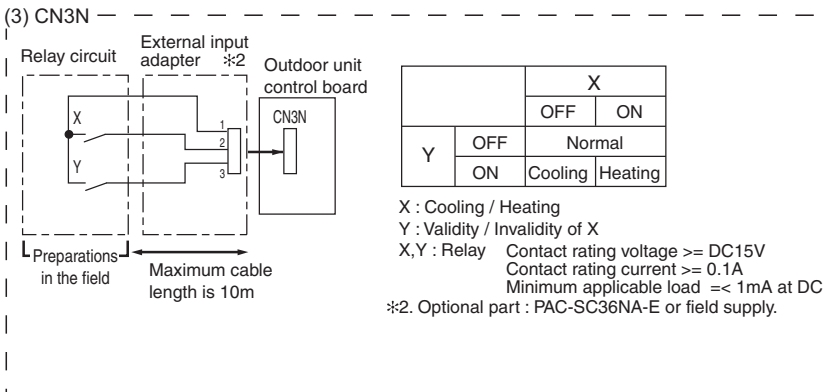 (3) CN3N
Relay circuit
External input
adapter ✻2
Outdoor unit
control board
X
Y
1
2
3
CN3N
Preparations
in the field
Maximum cable
length is 10m
X
OFF ON
Y OFF Normal
ON Cooling Heating
X : Cooling / Heating
Y : Validity / Invalidity of X
X,Y : Relay Contact rating voltage >= DC15V
Contact rating current >= 0.1A
Minimum applicable load =< 1mA at DC
✻2. Optional part : PAC-SC36NA-E or field supply.